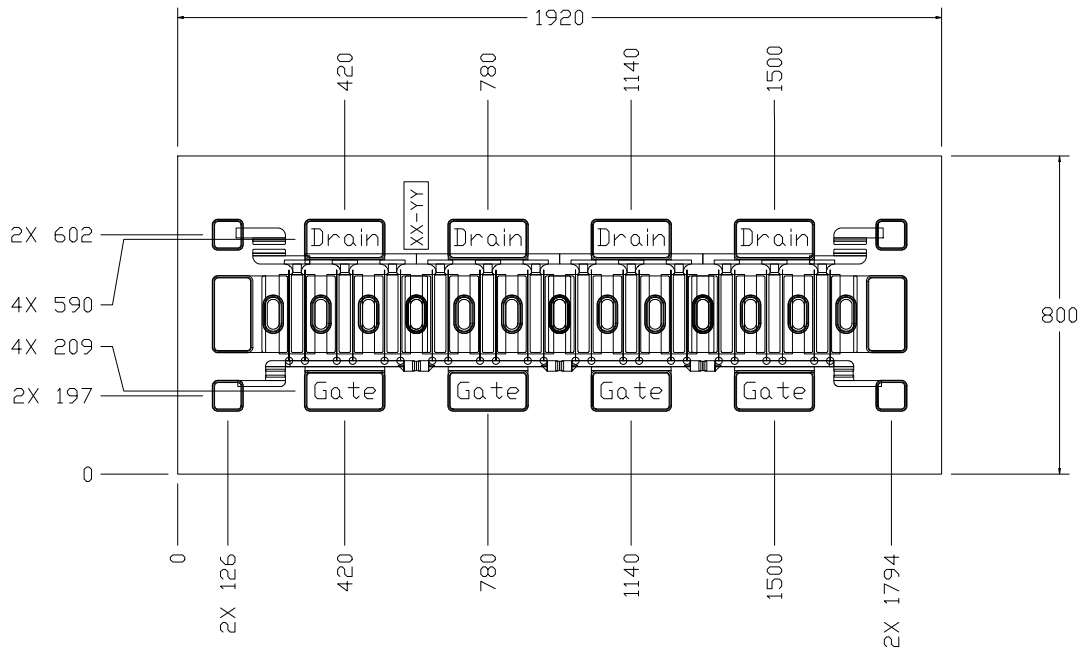 1920
420
780
1140
1500
XX-YY
2X 602
Drain Drain Drain Drain
4X 590
800
4X 209
2X 197
Gate Gate Gate Gate
0
0
2X 126
420
780
1140
1500
2X 1794